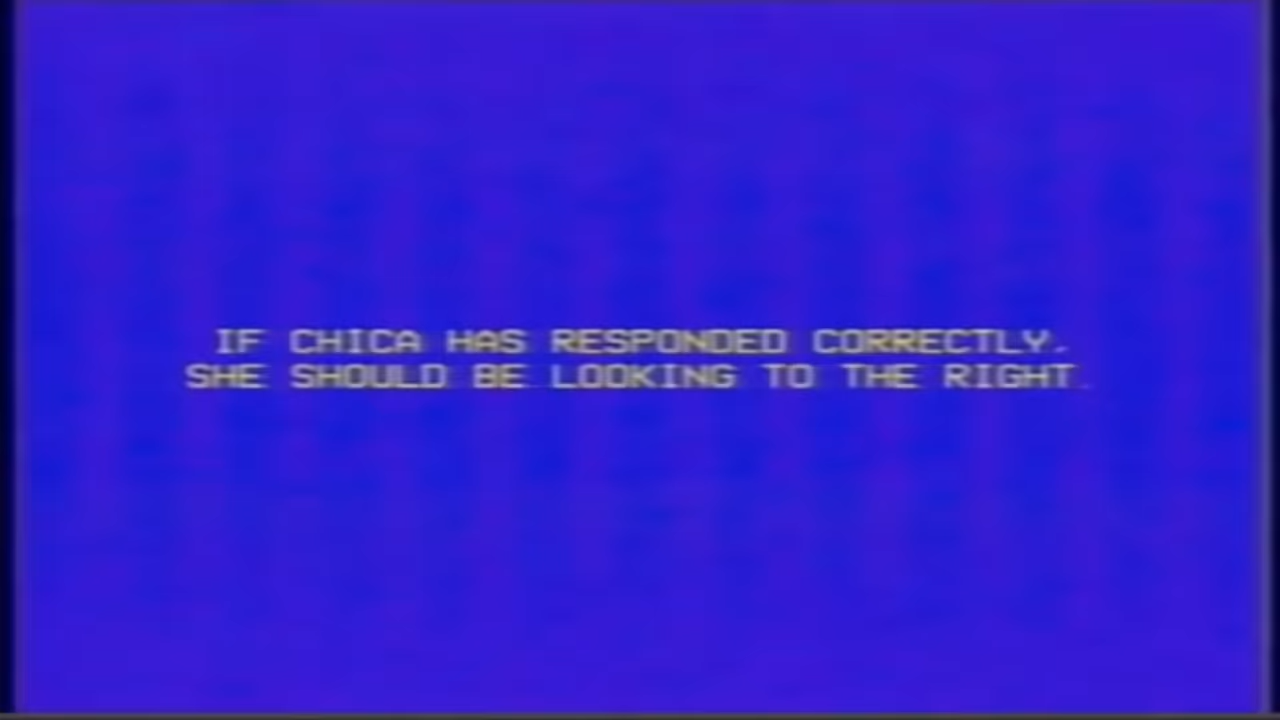 IF CHICA HAS RESPONDED CORRECTLY,
SHE SHOULD BE LOOKING TO THE RIGHT.